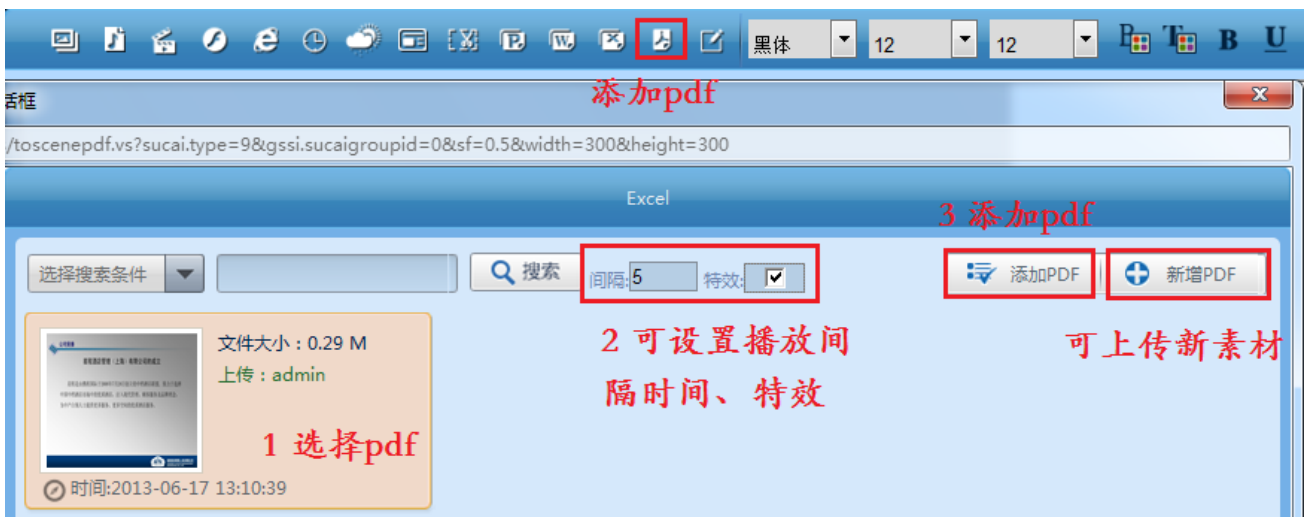 黑体 12 12 B U
添加pdf
话框
/toscenepdf.vs?sucai.type=9&gssi.sucaigroupid=0&sf=0.5&width=300&height=300
Excel
3 添加pdf
选择搜索条件 搜索 间隔:5 特效: 添加PDF 新增PDF
文件大小：0.29 M
上传：admin
2 可设置播放间
隔时间、特效
可上传新素材
1 选择pdf
时间:2013-06-17 13:10:39